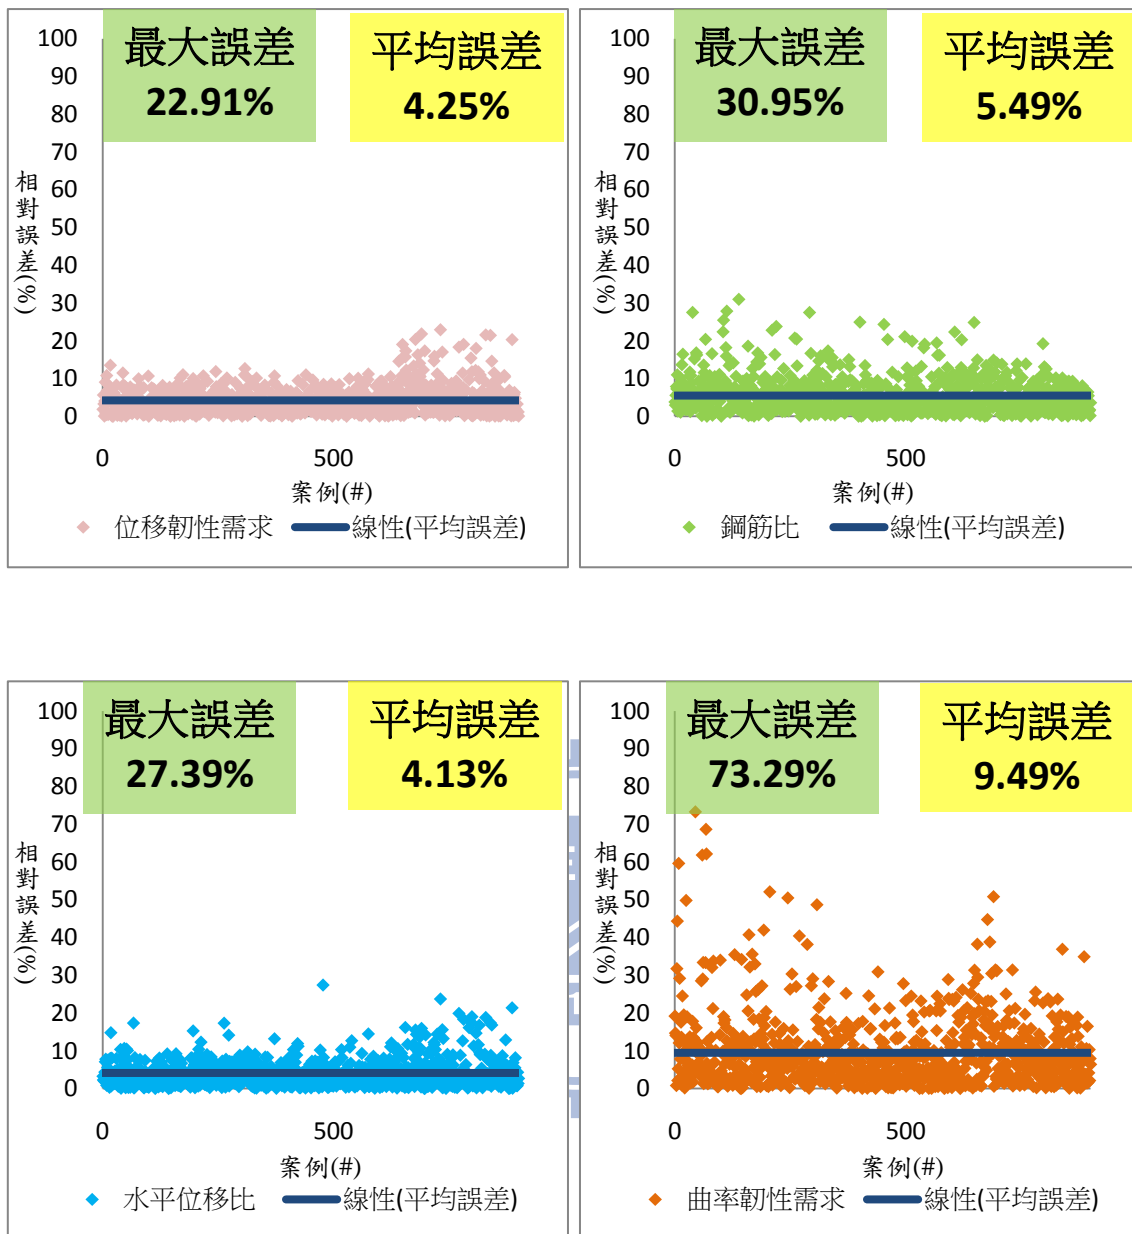 最大誤差
22.91%
平均誤差
4.25%
100
90
80
70
60
50
40
30
20
10
0
相對誤差(%)
0
500
案例(#)
位移韌性需求
線性(平均誤差)
最大誤差
30.95%
平均誤差
5.49%
100
90
80
70
60
50
40
30
20
10
0
相對誤差(%)
0
500
案例(#)
鋼筋比
線性(平均誤差)
最大誤差
27.39%
平均誤差
4.13%
100
90
80
70
60
50
40
30
20
10
0
相對誤差(%)
0
500
案例(#)
水平位移比
線性(平均誤差)
最大誤差
73.29%
平均誤差
9.49%
100
90
80
70
60
50
40
30
20
10
0
相對誤差(%)
0
500
案例(#)
曲率韌性需求
線性(平均誤差)